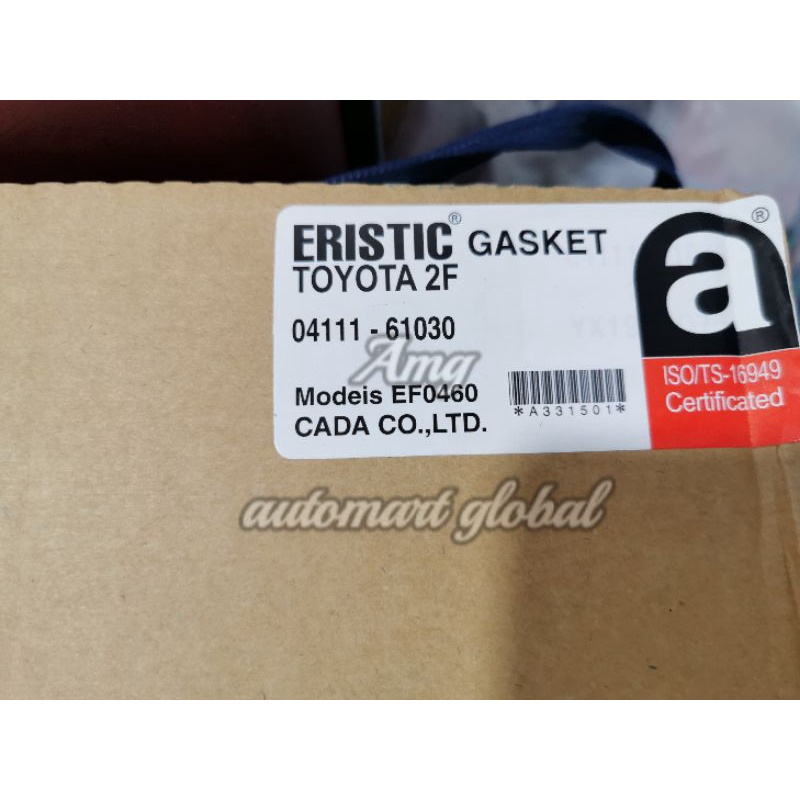 ERISTIC® GASKET
TOYOTA 2F
04111 - 61030
Modeis EF0460
CADA CO.,LTD.
*A331501*
a®
ISO/TS-16949
Certificated
Amg
automart global